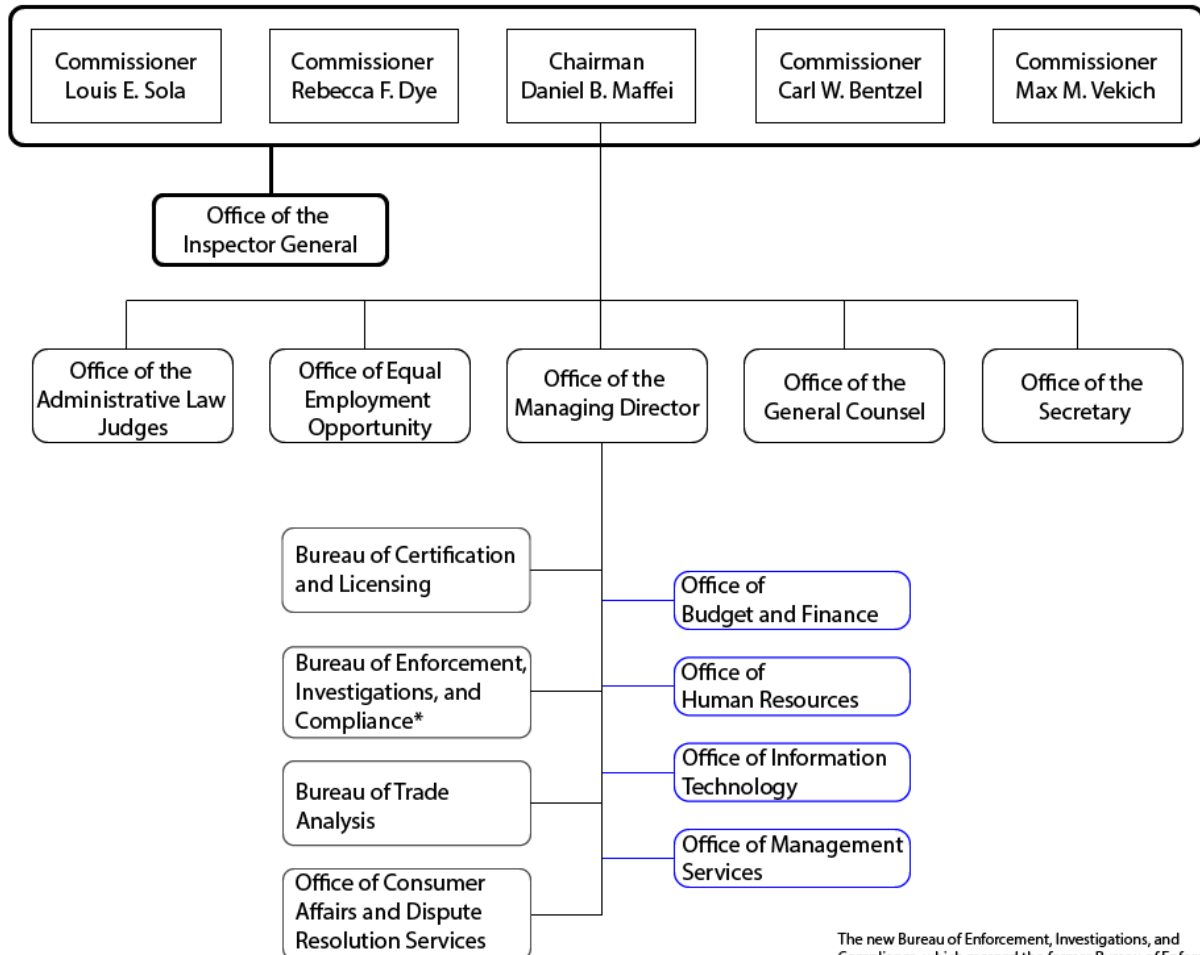 Commissioner
Louis E. Sola
Commissioner
Rebecca F. Dye
Chairman
Daniel B. Maffei
Commissioner
Carl W. Bentzel
Commissioner
Max M. Vekich
Office of the
Inspector General
Office of the
Administrative Law
Judges
Office of Equal
Employment
Opportunity
Office of the
Managing Director
Office of the
General Counsel
Office of the
Secretary
Bureau of Certification
and Licensing
Bureau of Enforcement,
Investigations, and
Compliance*
Bureau of Trade
Analysis
Office of Consumer
Affairs and Dispute
Resolution Services
Office of
Budget and Finance
Office of
Human Resources
Office of Information
Technology
Office of Management
Services
The new Bureau of Enforcement, Investigations, and